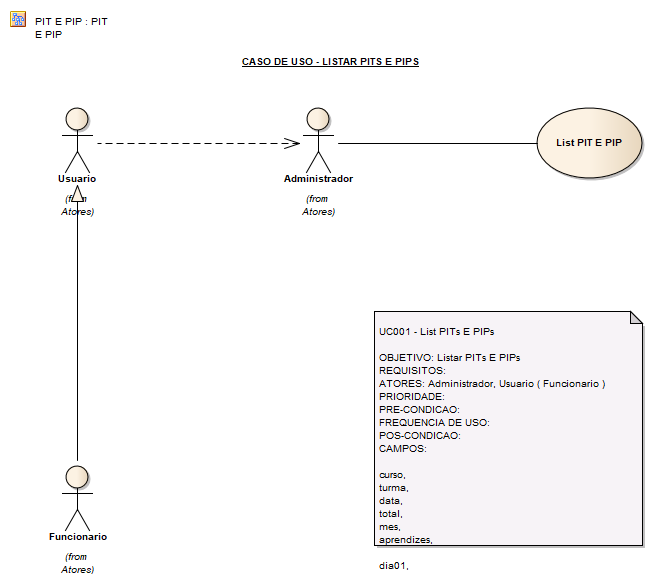 PIT E PIP : PIT
E PIP
CASO DE USO - LISTAR PITS E PIPS
Usuario
(from
Atores)
Administrador
(from
Atores)
List PIT E PIP
UC001 - List PITs E PIPs
OBJETIVO: Listar PITs E PIPs
REQUISITOS:
ATORES: Administrador, Usuario ( Funcionario )
PRIORIDADE:
PRE-CONDICAO:
FREQUENCIA DE USO:
POS-CONDICAO:
CAMPOS:
curso,
turma,
data,
total,
mes,
aprendizes,
dia01,
Funcionario
(from
Atores)